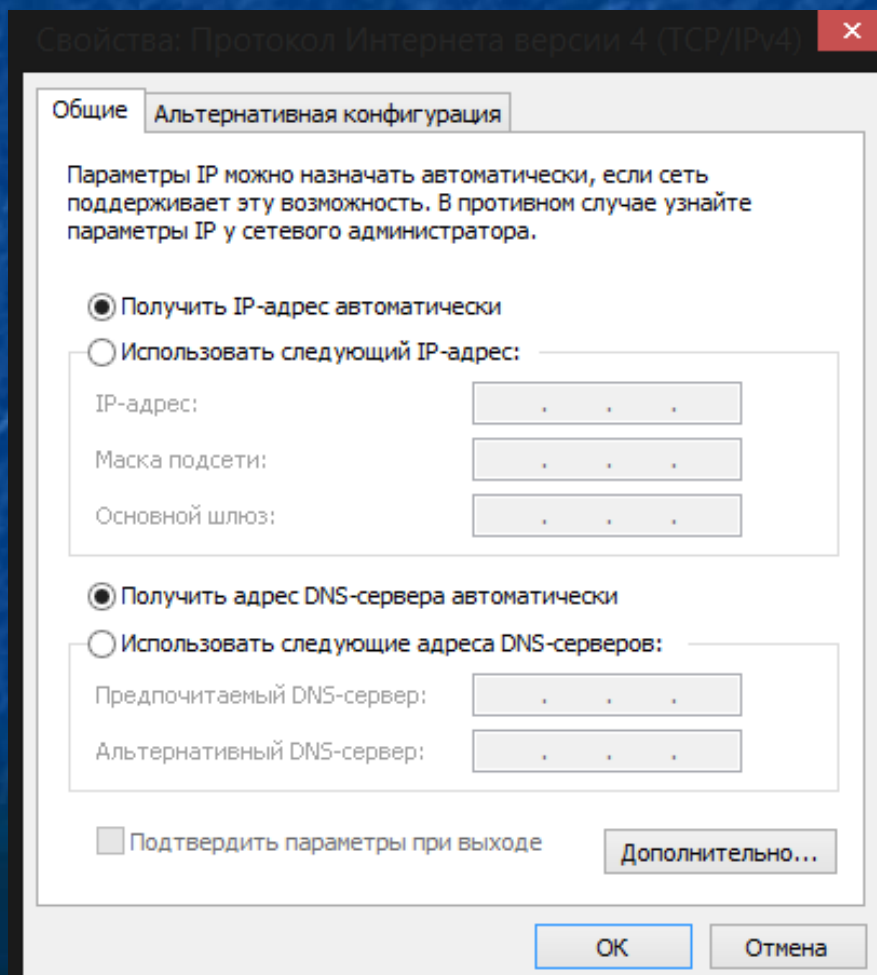 Свойства: Протокол Интернета версии 4 (TCP/IPv4)
Общие
Альтернативная конфигурация
Параметры IP можно назначать автоматически, если сеть
поддерживает эту возможность. В противном случае узнайте
параметры IP у сетевого администратора.
Получить IP-адрес автоматически
Использовать следующий IP-адрес:
IP-адрес:
Маска подсети:
Основной шлюз:
Получить адрес DNS-сервера автоматически
Использовать следующие адреса DNS-серверов:
Предпочитаемый DNS-сервер:
Альтернативный DNS-сервер:
Подтвердить параметры при выходе
Дополнительно...
ОК
Отмена